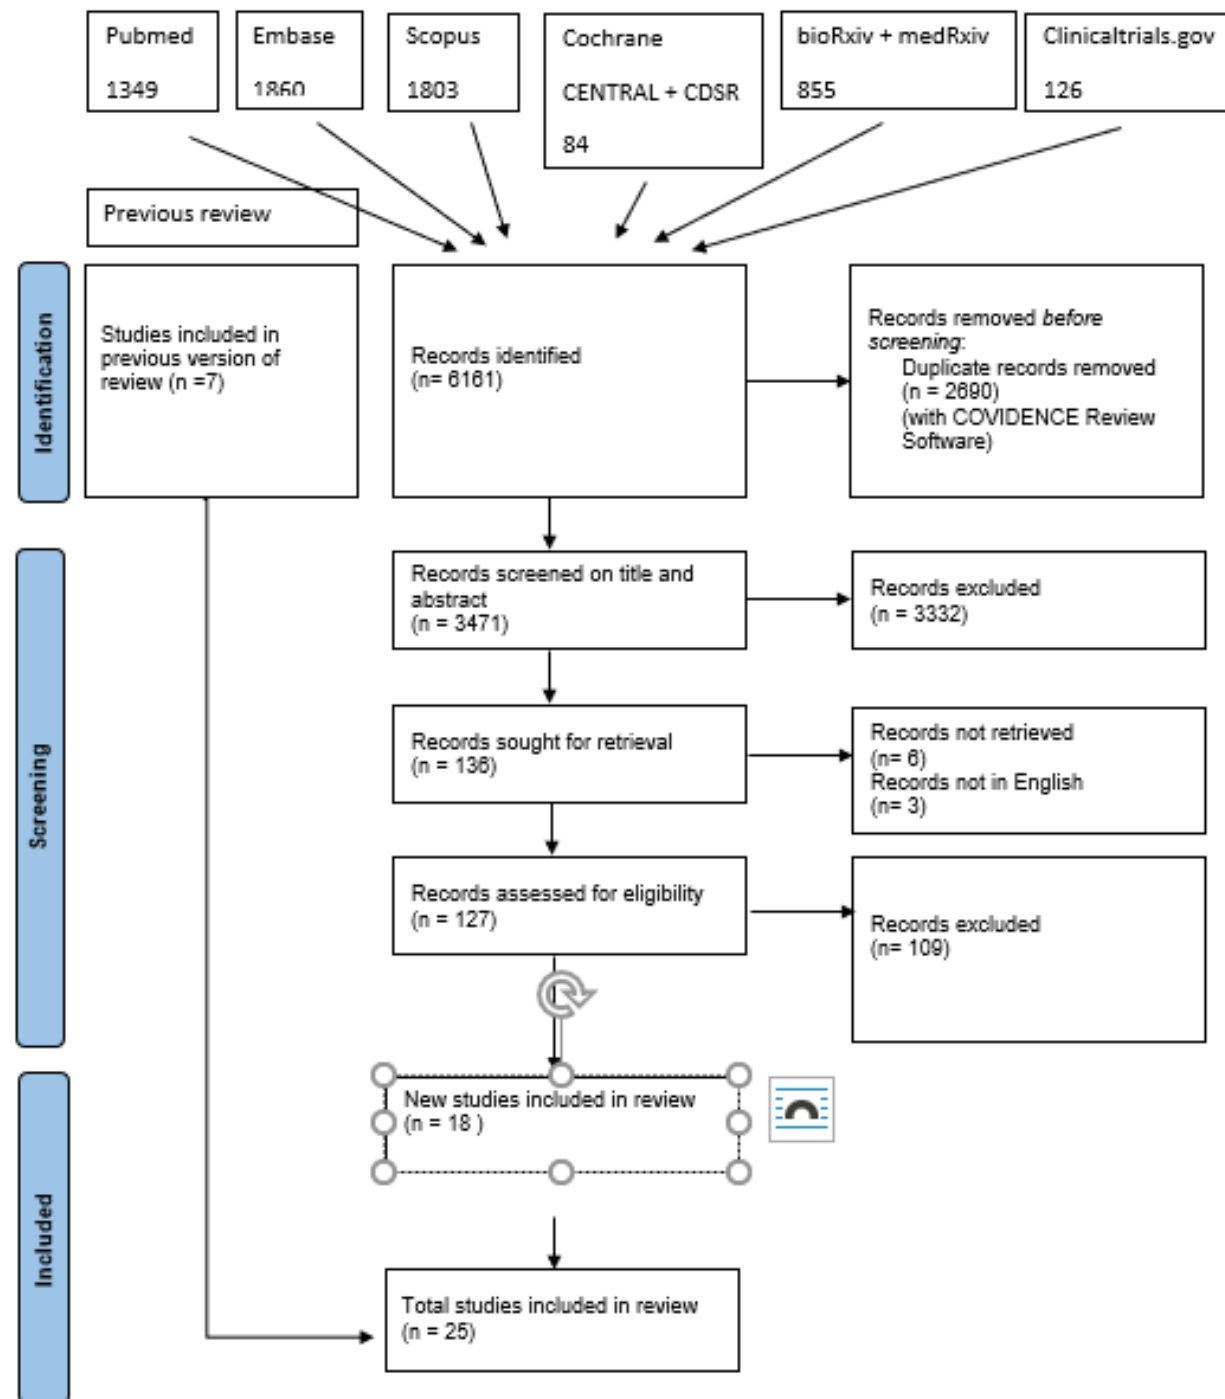 Pubmed
1349
Embase
1860
Scopus
1803
Cochrane
CENTRAL + CDSR
84
bioRxiv + medRxiv
855
Clinicaltrials.gov
126
Previous review
Identification
Studies included in
previous version of
review (n =7)
Records identified
(n= 6161)
Records removed before
screening:
Duplicate records removed
(n = 2690)
(with COVIDENCE Review
Software)
Screening
Records screened on title and
abstract
(n = 3471)
Records excluded
(n = 3332)
Records sought for retrieval
(n = 136)
Records not retrieved
(n= 6)
Records not in English
(n= 3)
Records assessed for eligibility
(n = 127)
Records excluded
(n= 109)
Included
New studies included in review
(n = 18 )
Total studies included in review
(n = 25)